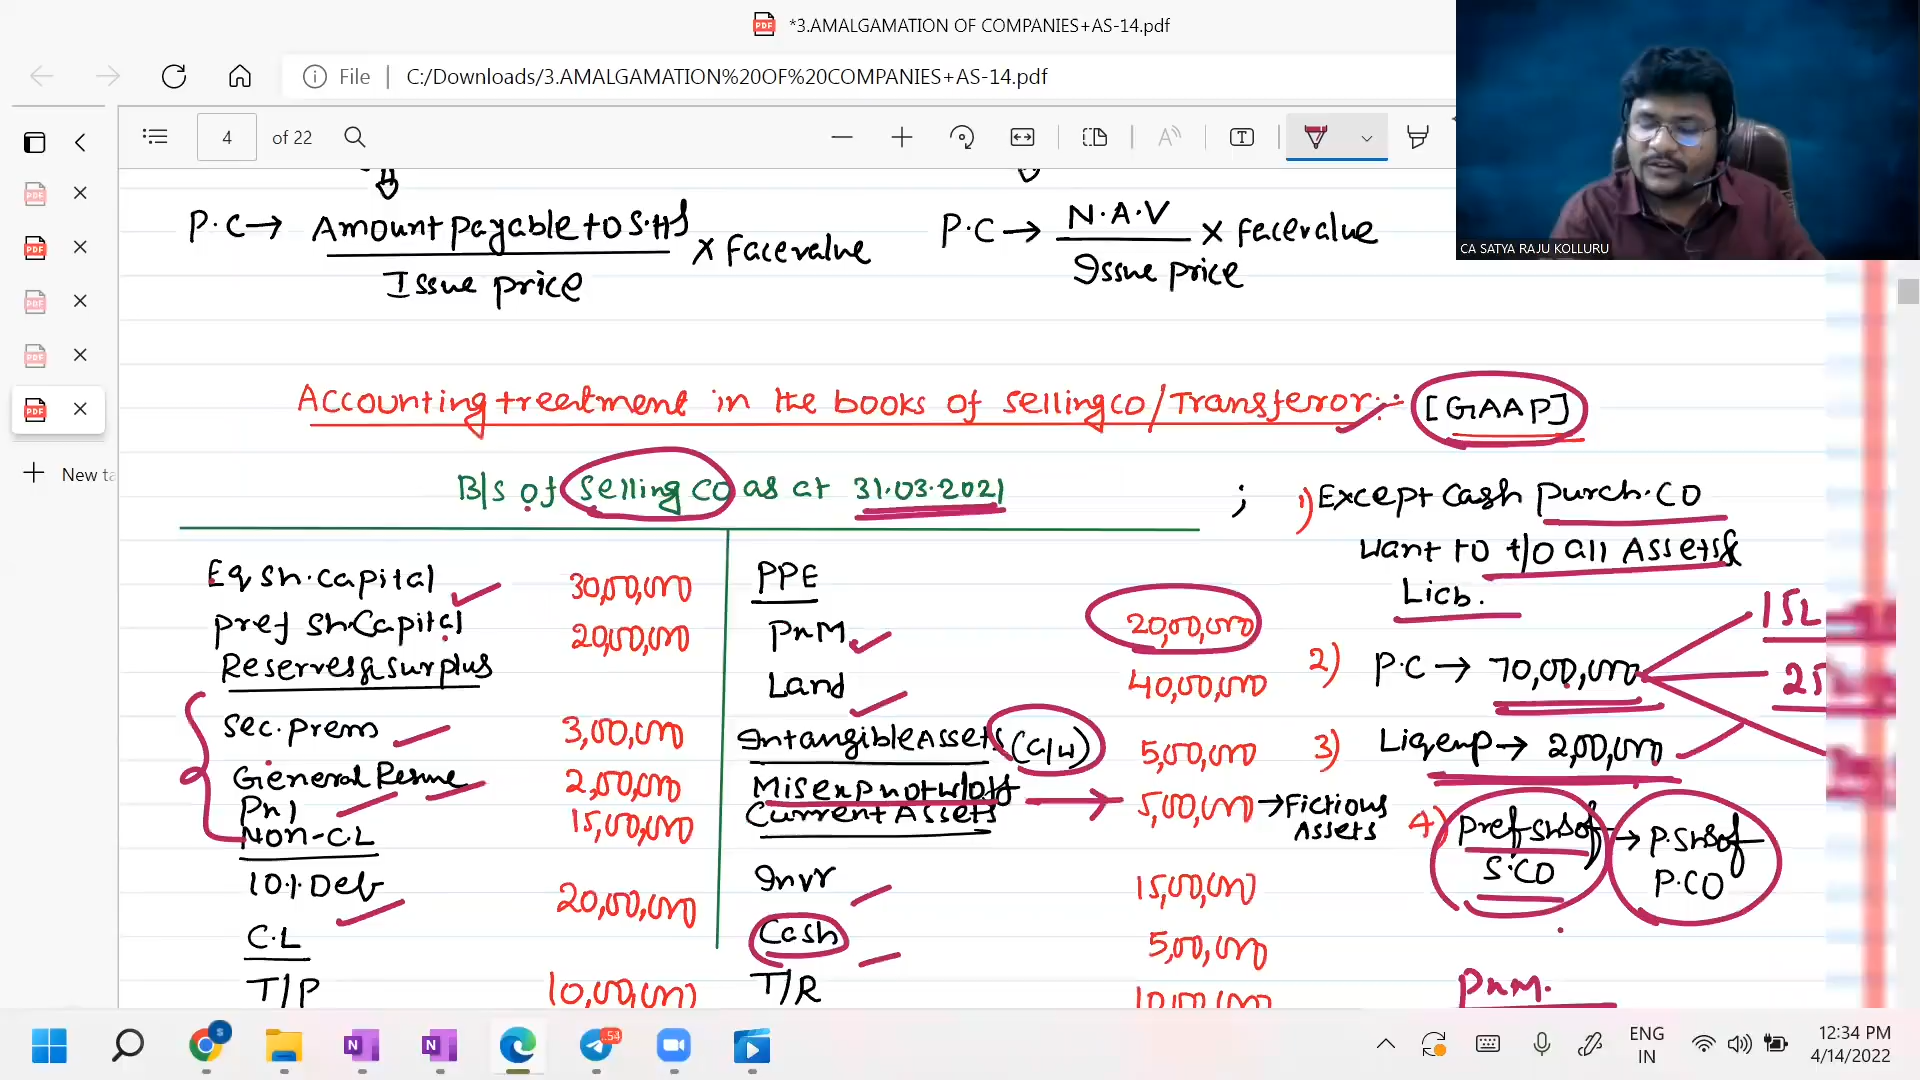 *3.AMALGAMATION OF COMPANIES+AS-14.pdf
File | C:/Downloads/3.AMALGAMATION%20OF%20COMPANIES+AS-14.pdf
4 of 22
CA SATYA RAJU KOLLURU
P.C → Amount payable to S.HS
Issue price
× Face value
P.C → N.A.V
Issue price
× Face value
New ta
Accounting treatment in the books of selling co/Transferor:- [GAAP]
B/s of Selling CO as at 31.03.2021 ;
1) Except Cash Purch.CO
want to t/o all Assets &
Liab.
Eq sh.capital 30,00,000
Pref sh.Capital 20,00,000
Reserves & surplus
Sec.prem 3,00,000
General Reserve 2,00,000
PnL 15,00,000
Non-C.L
10% Deb 20,00,000
C.L
T/P 10,00,000
PPE
PnM 20,00,000
Land 40,00,000
Intangible Assets (G/W) 5,00,000
Mis exp not w/off 5,00,000 → Fictious Assets
Current Assets
Invr 15,00,000
Cash 5,00,000
T/R 10,00,000
2) P.C → 70,00,000
15L
3) Liq exp → 2,00,000
4) Pref shs of S.CO → P.Shs of P.CO
PnM.
ENG
IN
12:34 PM
4/14/2022